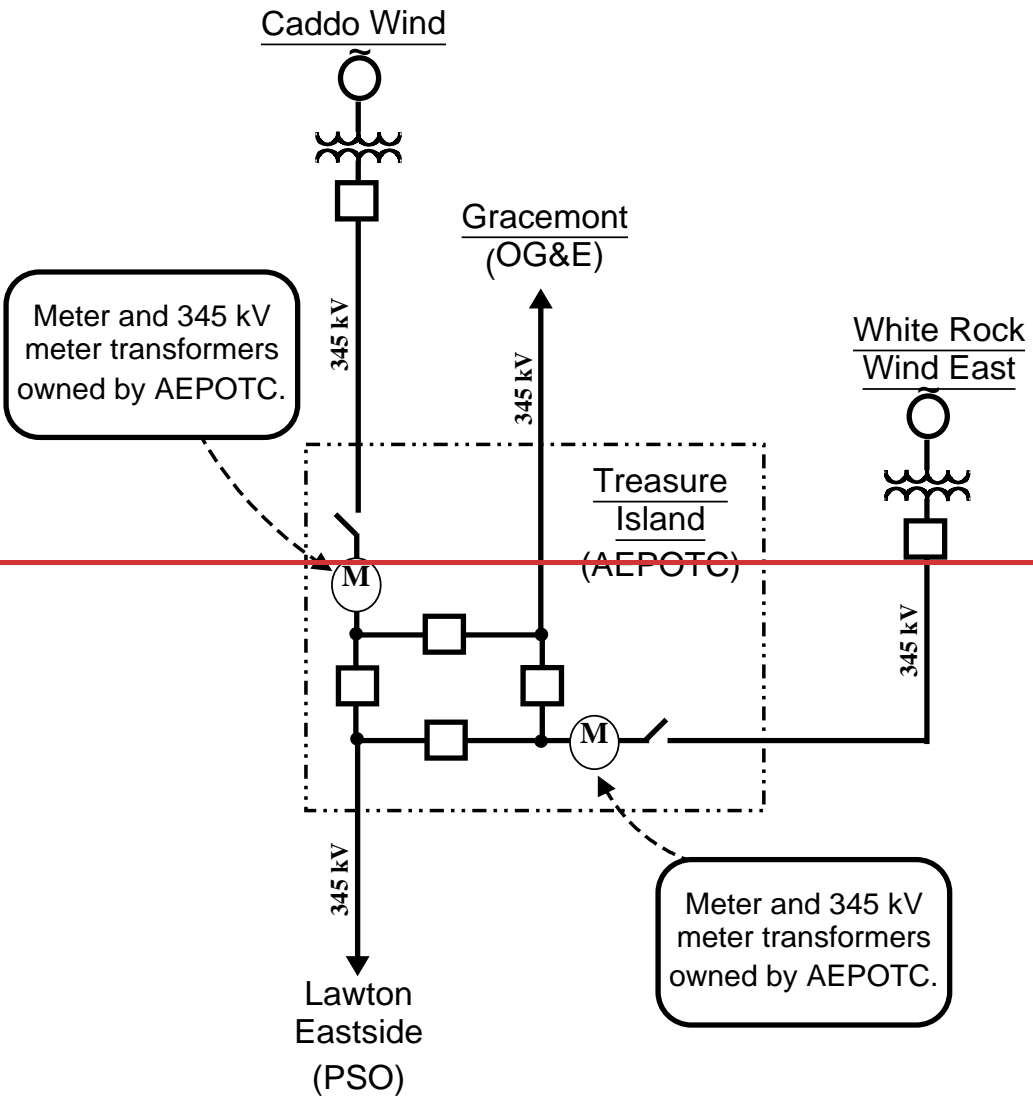 Caddo Wind
~
Gracemont
(OG&E)
345 kV
Meter and 345 kV
meter transformers
owned by AEPOTC.
345 kV
White Rock
Wind East
~
Treasure
Island
(AEPOTC)
M
345 kV
M
345 kV
Meter and 345 kV
meter transformers
owned by AEPOTC.
Lawton
Eastside
(PSO)